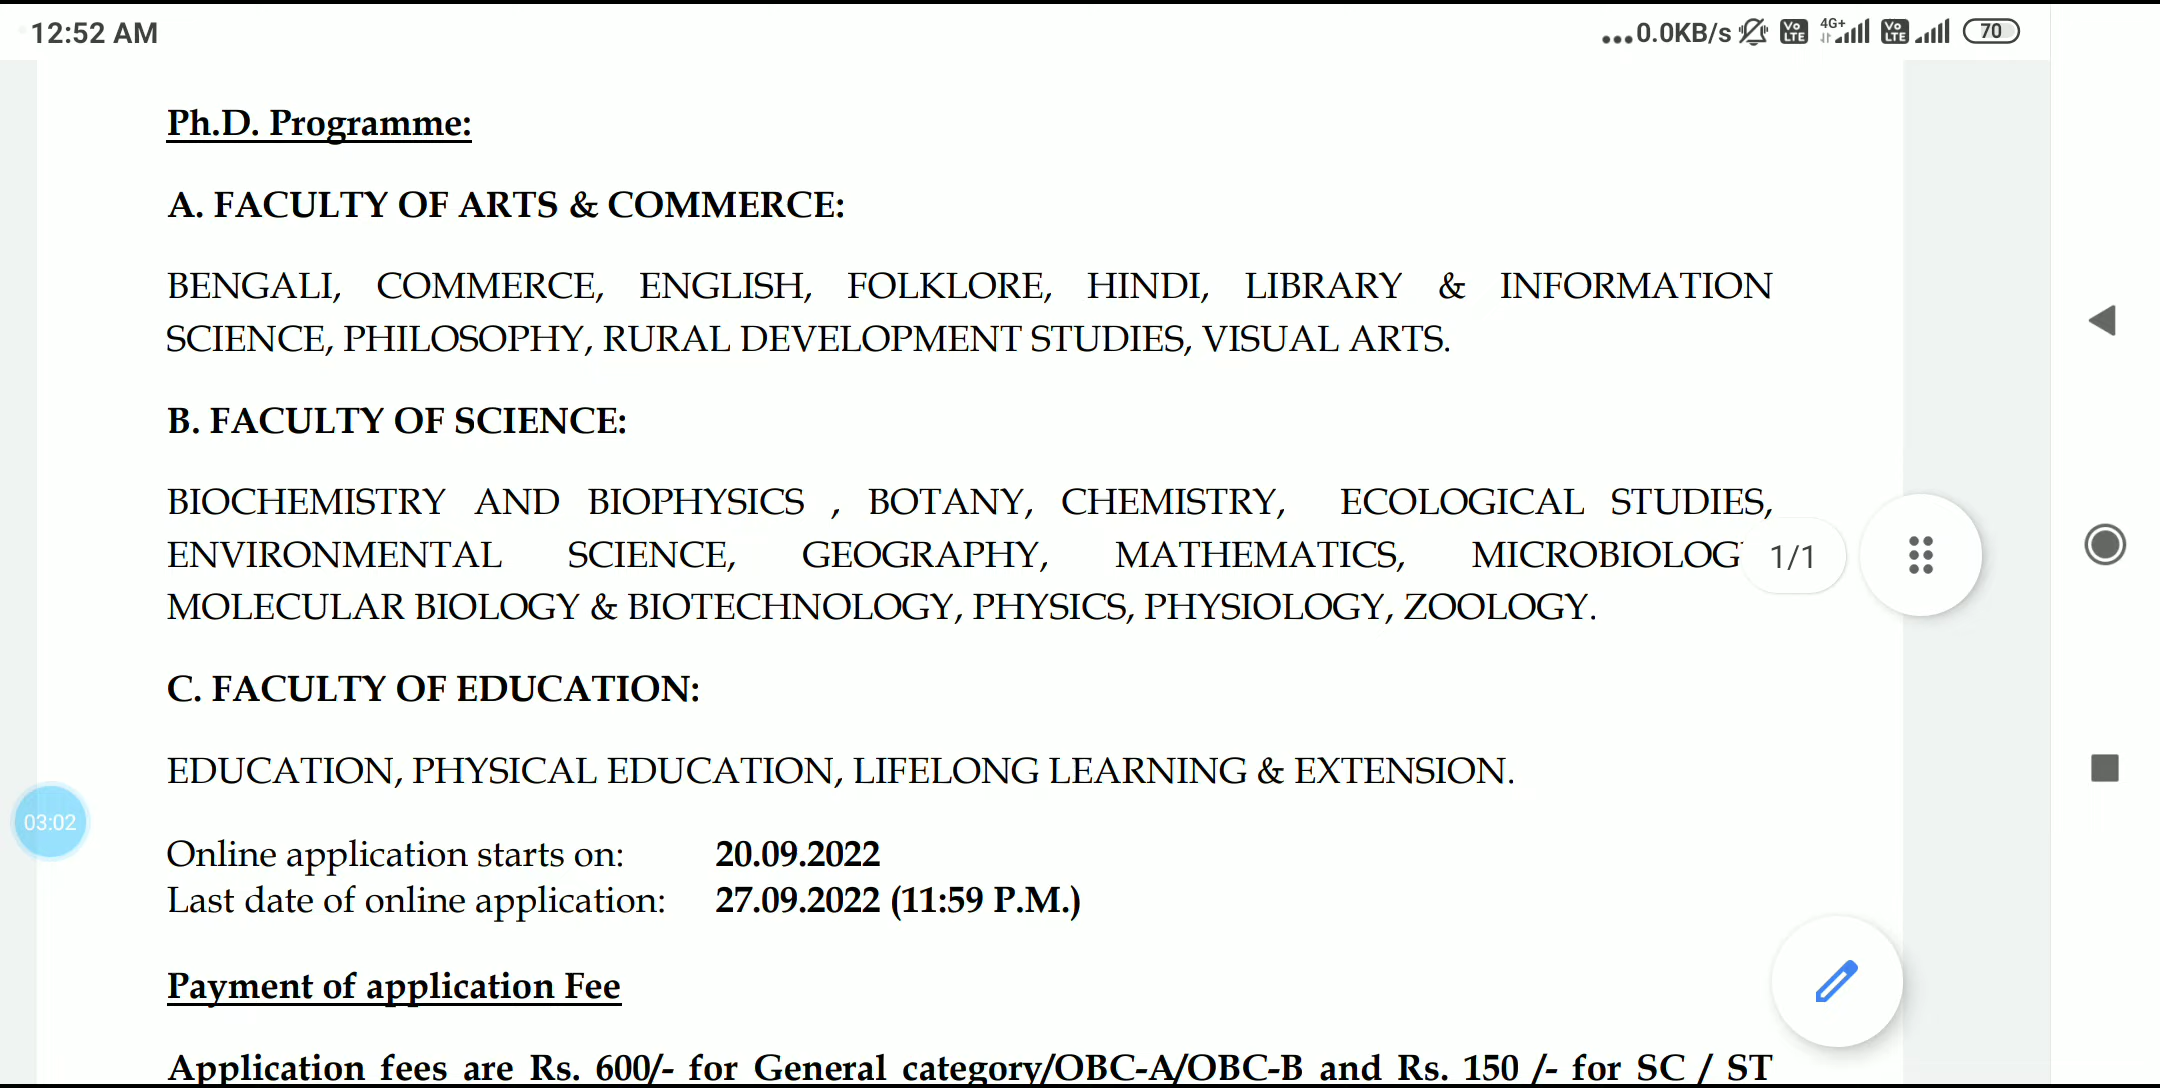 12:52 AM
...0.0KB/s Vo LTE 4G+ Vo LTE 70
Ph.D. Programme:
A. FACULTY OF ARTS & COMMERCE:
BENGALI, COMMERCE, ENGLISH, FOLKLORE, HINDI, LIBRARY & INFORMATION
SCIENCE, PHILOSOPHY, RURAL DEVELOPMENT STUDIES, VISUAL ARTS.
B. FACULTY OF SCIENCE:
BIOCHEMISTRY AND BIOPHYSICS , BOTANY, CHEMISTRY, ECOLOGICAL STUDIES,
ENVIRONMENTAL SCIENCE, GEOGRAPHY, MATHEMATICS, MICROBIOLOG 1/1
MOLECULAR BIOLOGY & BIOTECHNOLOGY, PHYSICS, PHYSIOLOGY, ZOOLOGY.
C. FACULTY OF EDUCATION:
EDUCATION, PHYSICAL EDUCATION, LIFELONG LEARNING & EXTENSION.
03:02
Online application starts on: 20.09.2022
Last date of online application: 27.09.2022 (11:59 P.M.)
Payment of application Fee
Application fees are Rs. 600/- for General category/OBC-A/OBC-B and Rs. 150 /- for SC / ST